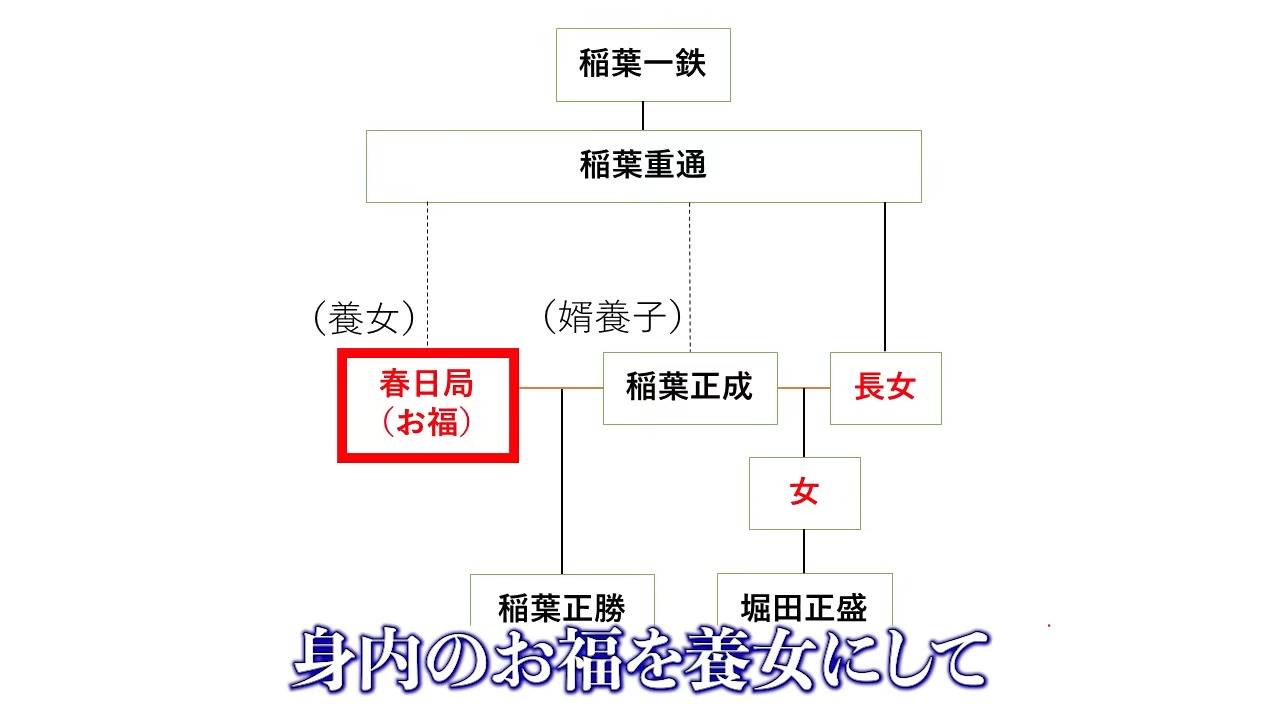 稲葉一鉄
稲葉重通
（養女）
（婿養子）
春日局
（お福）
稲葉正成
長女
女
稲葉正勝
堀田正盛
身内のお福を養女にして